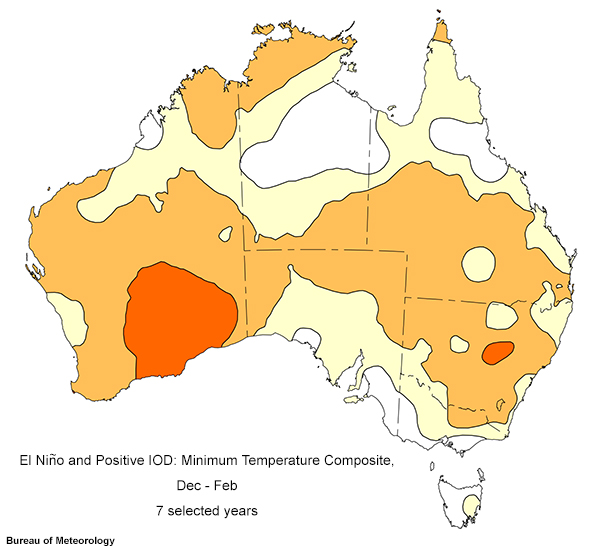 El Niño and Positive IOD: Minimum Temperature Composite,
Dec - Feb
7 selected years
Bureau of Meteorology